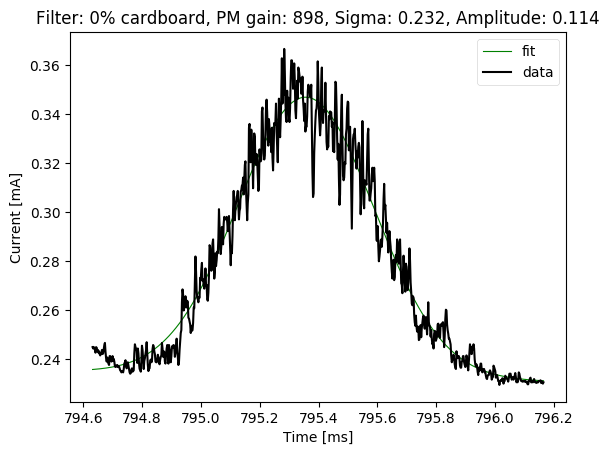 Filter: 0% cardboard, PM gain: 898, Sigma: 0.232, Amplitude: 0.114
fit
data
0.36
0.34
0.32
0.30
0.28
0.26
0.24
Current [mA]
794.6 794.8 795.0 795.2 795.4 795.6 795.8 796.0 796.2
Time [ms]